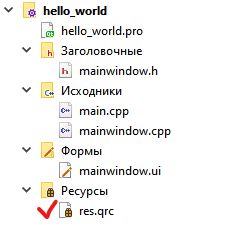 hello_world
hello_world.pro
Заголовочные
mainwindow.h
Исходники
main.cpp
mainwindow.cpp
Формы
mainwindow.ui
Ресурсы
res.qrc